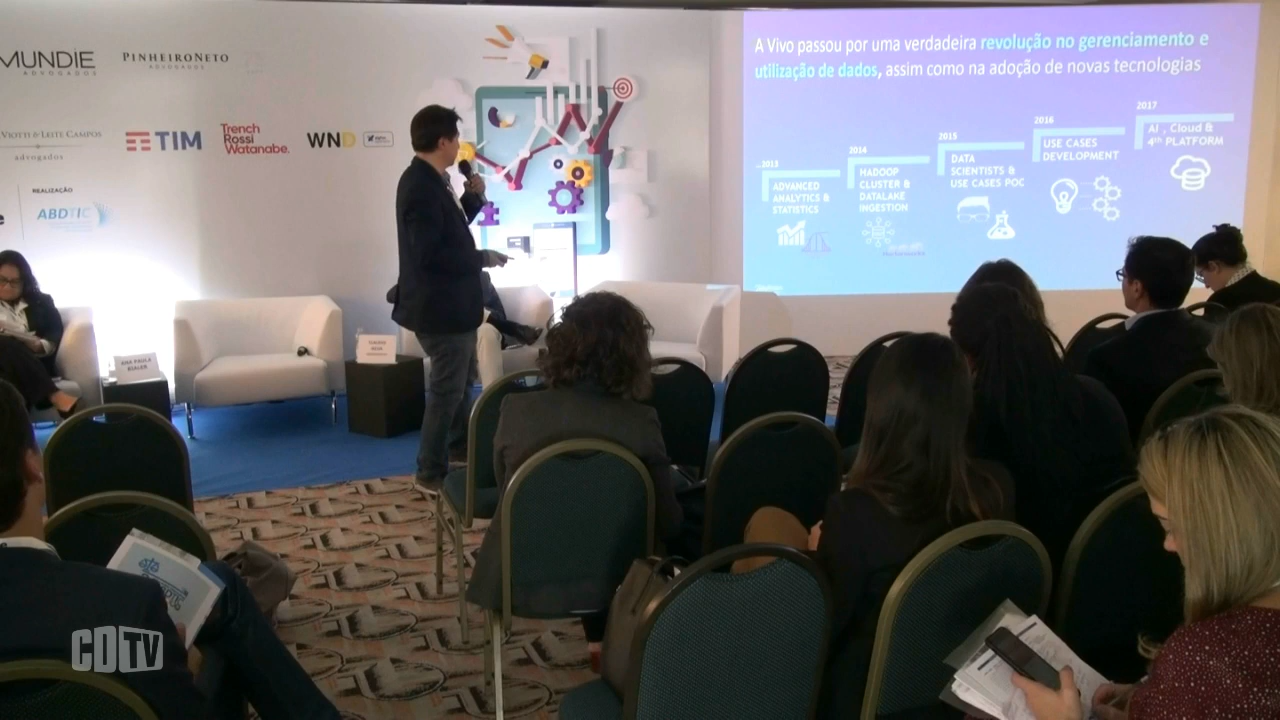 MUNDIE
ADVOGADOS
PINHEIRONETO
ADVOGADOS
VIOTTI & LEITE CAMPOS
advogados
TIM
Trench
Rossi
Watanabe.
WND
REALIZAÇÃO
ABDTIC
A Vivo passou por uma verdadeira revolução no gerenciamento e
utilização de dados, assim como na adoção de novas tecnologias
...2013
ADVANCED
ANALYTICS &
STATISTICS
2014
HADOOP
CLUSTER &
DATALAKE
INGESTION
2015
DATA
SCIENTISTS &
USE CASES POC
2016
USE CASES
DEVELOPMENT
2017
AI , Cloud &
4th PLATFORM
ANA PAULA
BIALER
CDTV